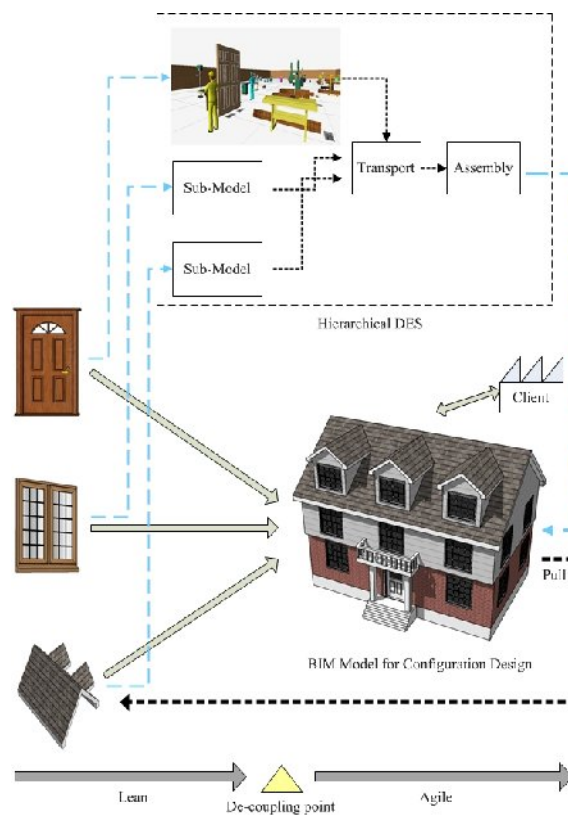 Sub-Model
Transport
Assembly
Sub-Model
Hierarchical DES
Client
Pull
BIM Model for Configuration Design
Lean
De-coupling point
Agile